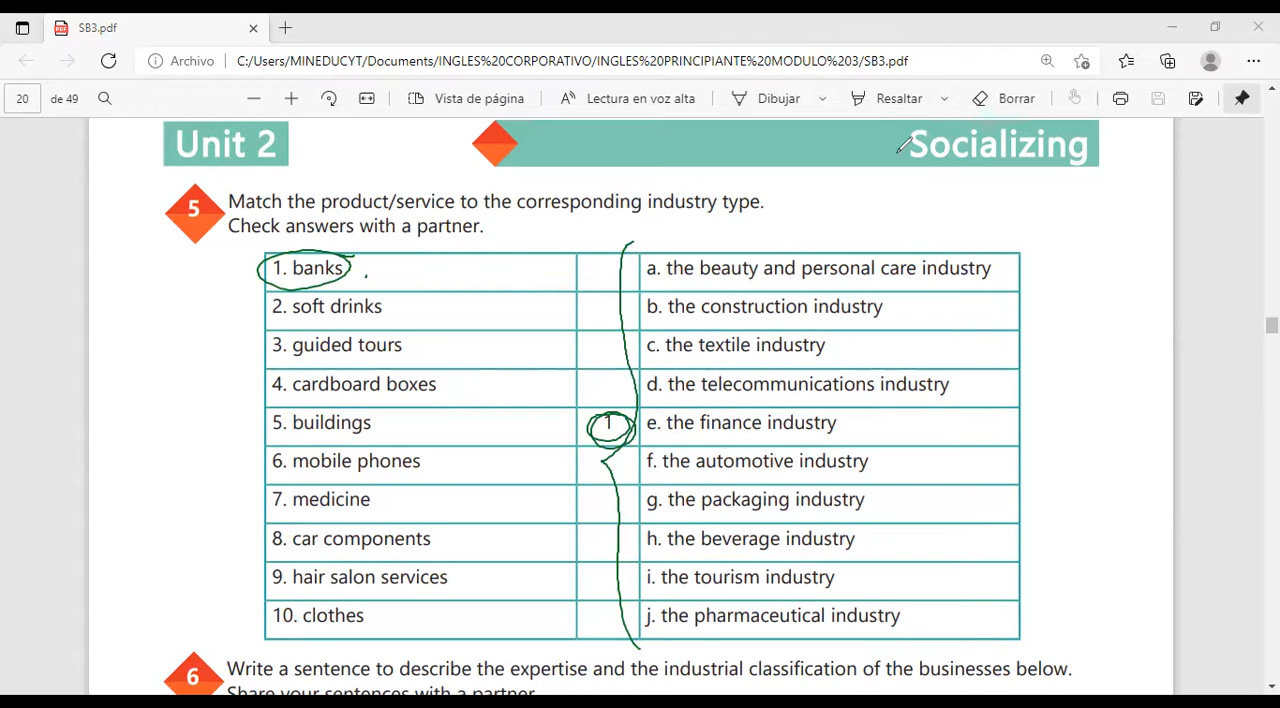 SB3.pdf
Archivo C:/Users/MINEDUCYT/Documents/INGLES%20CORPORATIVO/INGLES%20PRINCIPIANTE%20MODULO%203/SB3.pdf
20 de 49 Vista de página Lectura en voz alta Dibujar Resaltar Borrar
Unit 2 Socializing
5 Match the product/service to the corresponding industry type.
Check answers with a partner.
1. banks a. the beauty and personal care industry
2. soft drinks b. the construction industry
3. guided tours c. the textile industry
4. cardboard boxes d. the telecommunications industry
5. buildings 1 e. the finance industry
6. mobile phones f. the automotive industry
7. medicine g. the packaging industry
8. car components h. the beverage industry
9. hair salon services i. the tourism industry
10. clothes j. the pharmaceutical industry
6 Write a sentence to describe the expertise and the industrial classification of the businesses below.
Share your sentences with a partner.